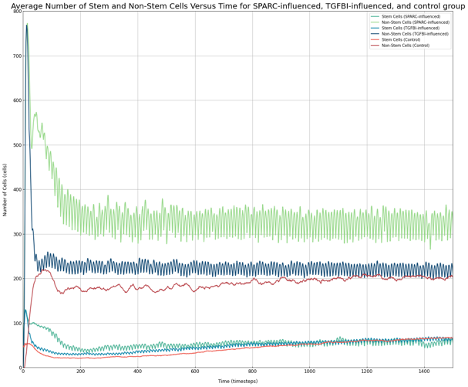 Average Number of Stem and Non-Stem Cells Versus Time for SPARC-influenced, TGFBI-influenced, and control group
800
700
600
500
400
300
200
100
0
Number of Cells (cells)
Stem Cells (SPARC-influenced)
Non-Stem Cells (SPARC-influenced)
Stem Cells (TGFBI-influenced)
Non-Stem Cells (TGFBI-influenced)
Stem Cells (Control)
Non-Stem Cells (Control)
0
200
400
600
800
1000
1200
1400
Time (timesteps)